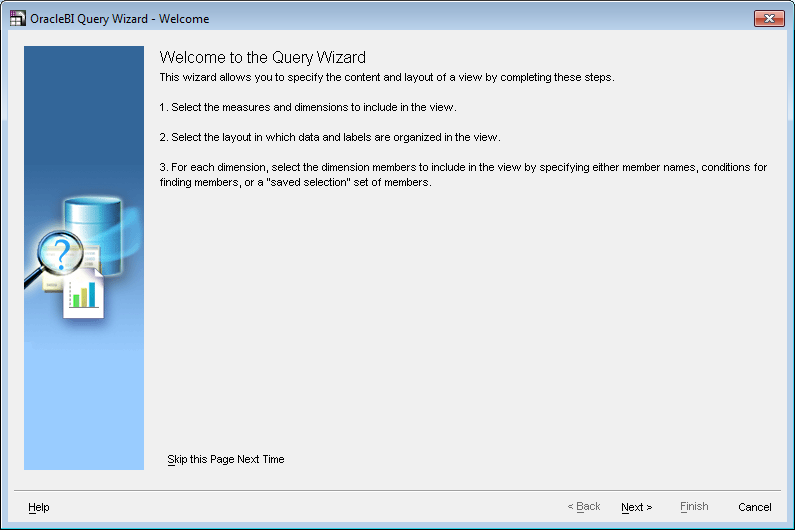 OracleBI Query Wizard - Welcome
Welcome to the Query Wizard
This wizard allows you to specify the content and layout of a view by completing these steps.
1. Select the measures and dimensions to include in the view.
2. Select the layout in which data and labels are organized in the view.
3. For each dimension, select the dimension members to include in the view by specifying either member names, conditions for
finding members, or a "saved selection" set of members.
Skip this Page Next Time
Help < Back Next > Finish Cancel